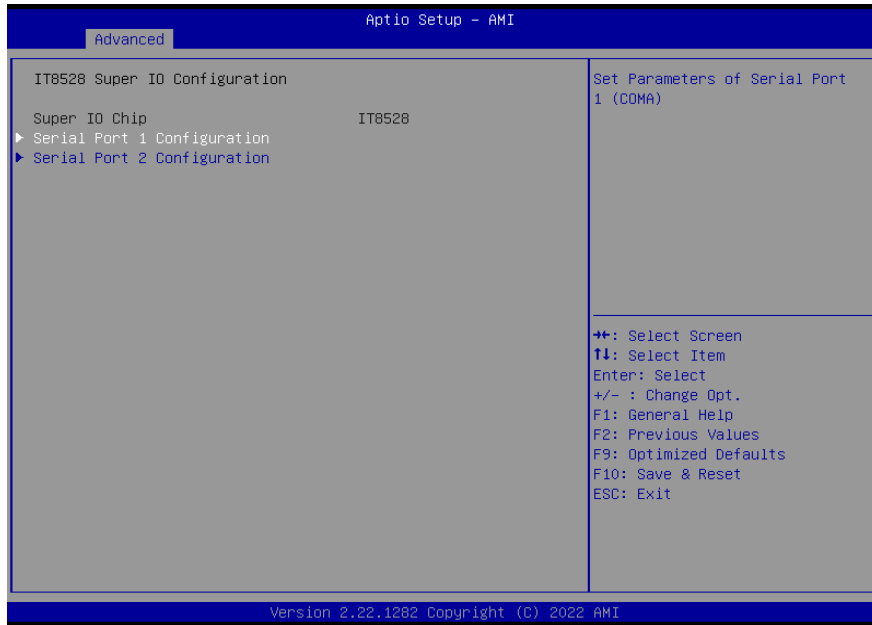 Aptio Setup – AMI
Advanced
IT8528 Super IO Configuration
Super IO Chip IT8528
Serial Port 1 Configuration
Serial Port 2 Configuration
Set Parameters of Serial Port
1 (COMA)
→←: Select Screen
↑↓: Select Item
Enter: Select
+/- : Change Opt.
F1: General Help
F2: Previous Values
F9: Optimized Defaults
F10: Save & Reset
ESC: Exit
Version 2.22.1282 Copyright (C) 2022 AMI